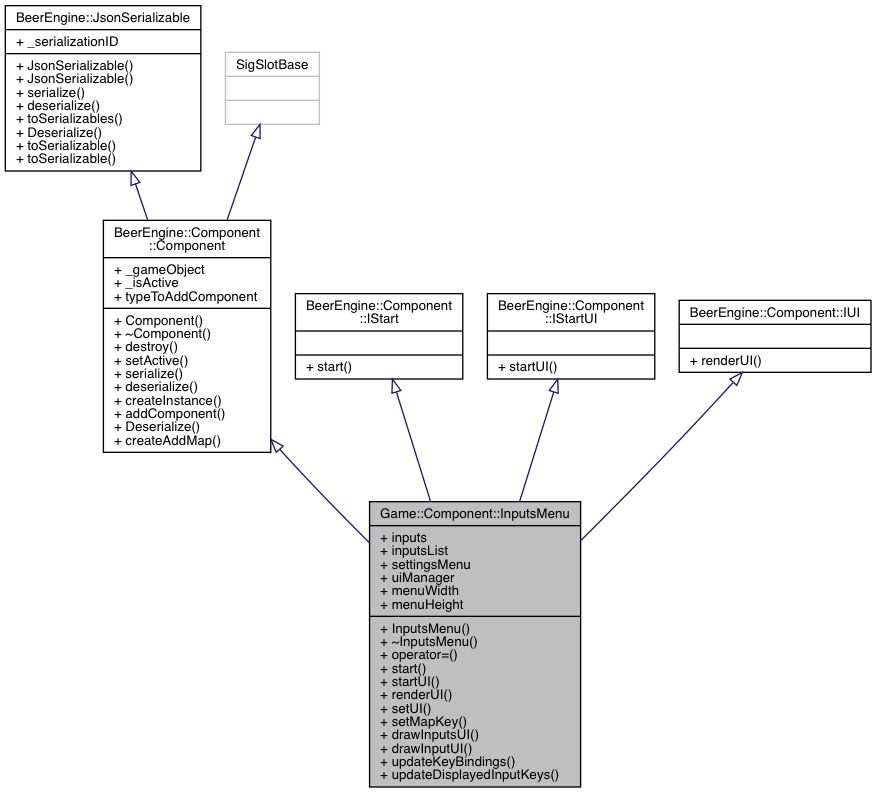 BeerEngine::JsonSerializable
+ _serializationID
+ JsonSerializable()
+ JsonSerializable()
+ serialize()
+ deserialize()
+ toSerializables()
+ Deserialize()
+ toSerializable()
+ toSerializable()
SigSlotBase
BeerEngine::Component
::Component
+ _gameObject
+ _isActive
+ typeToAddComponent
+ Component()
+ ~Component()
+ destroy()
+ setActive()
+ serialize()
+ deserialize()
+ createInstance()
+ addComponent()
+ Deserialize()
+ createAddMap()
BeerEngine::Component
::IStart
+ start()
BeerEngine::Component
::IStartUI
+ startUI()
BeerEngine::Component::IUI
+ renderUI()
Game::Component::InputsMenu
+ inputs
+ inputsList
+ settingsMenu
+ uiManager
+ menuWidth
+ menuHeight
+ InputsMenu()
+ ~InputsMenu()
+ operator=()
+ start()
+ startUI()
+ renderUI()
+ setUI()
+ setMapKey()
+ drawInputsUI()
+ drawInputUI()
+ updateKeyBindings()
+ updateDisplayedInputKeys()